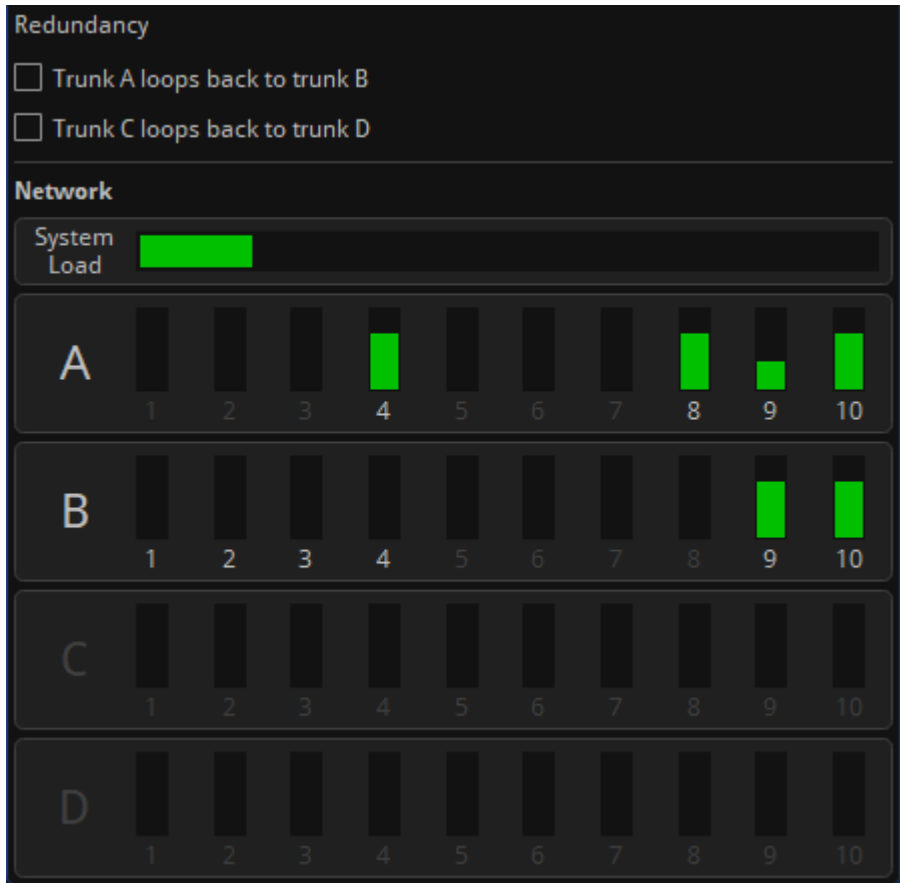 Redundancy
Trunk A loops back to trunk B
Trunk C loops back to trunk D
Network
System
Load
A
1 2 3 4 5 6 7 8 9 10
B
1 2 3 4 5 6 7 8 9 10
C
1 2 3 4 5 6 7 8 9 10
D
1 2 3 4 5 6 7 8 9 10